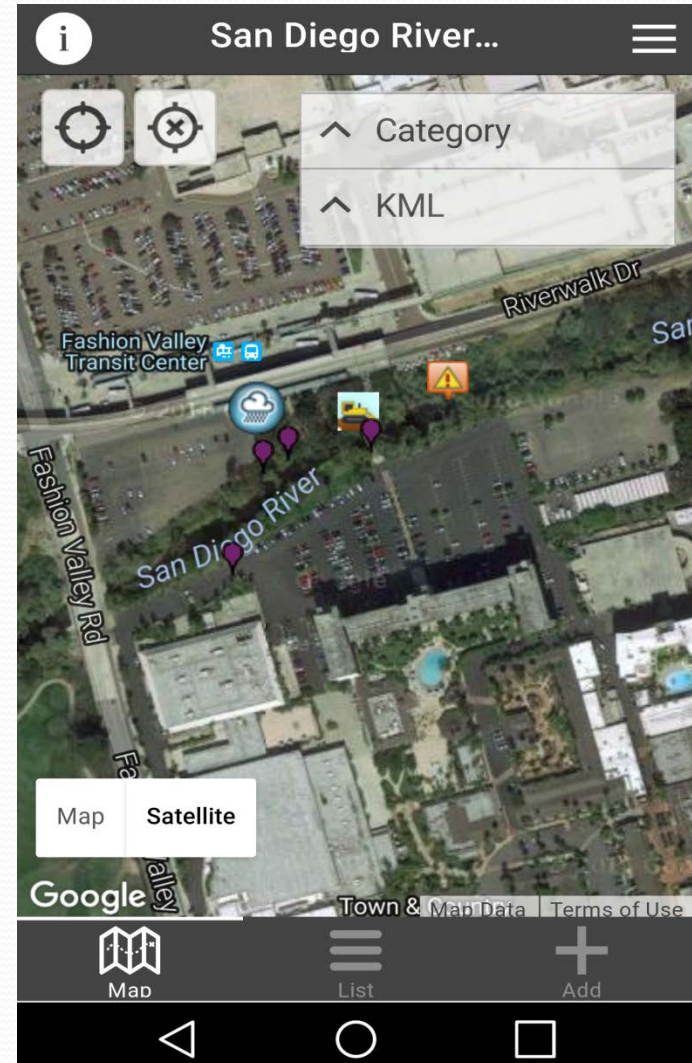 i
San Diego River...
Category
KML
Riverwalk Dr
San
Fashion Valley
Transit Center
Fashion Valley Rd
San Diego River
Map
Satellite
Google
Valley
Town &
Map Data
Terms of Use
Map
List
Add